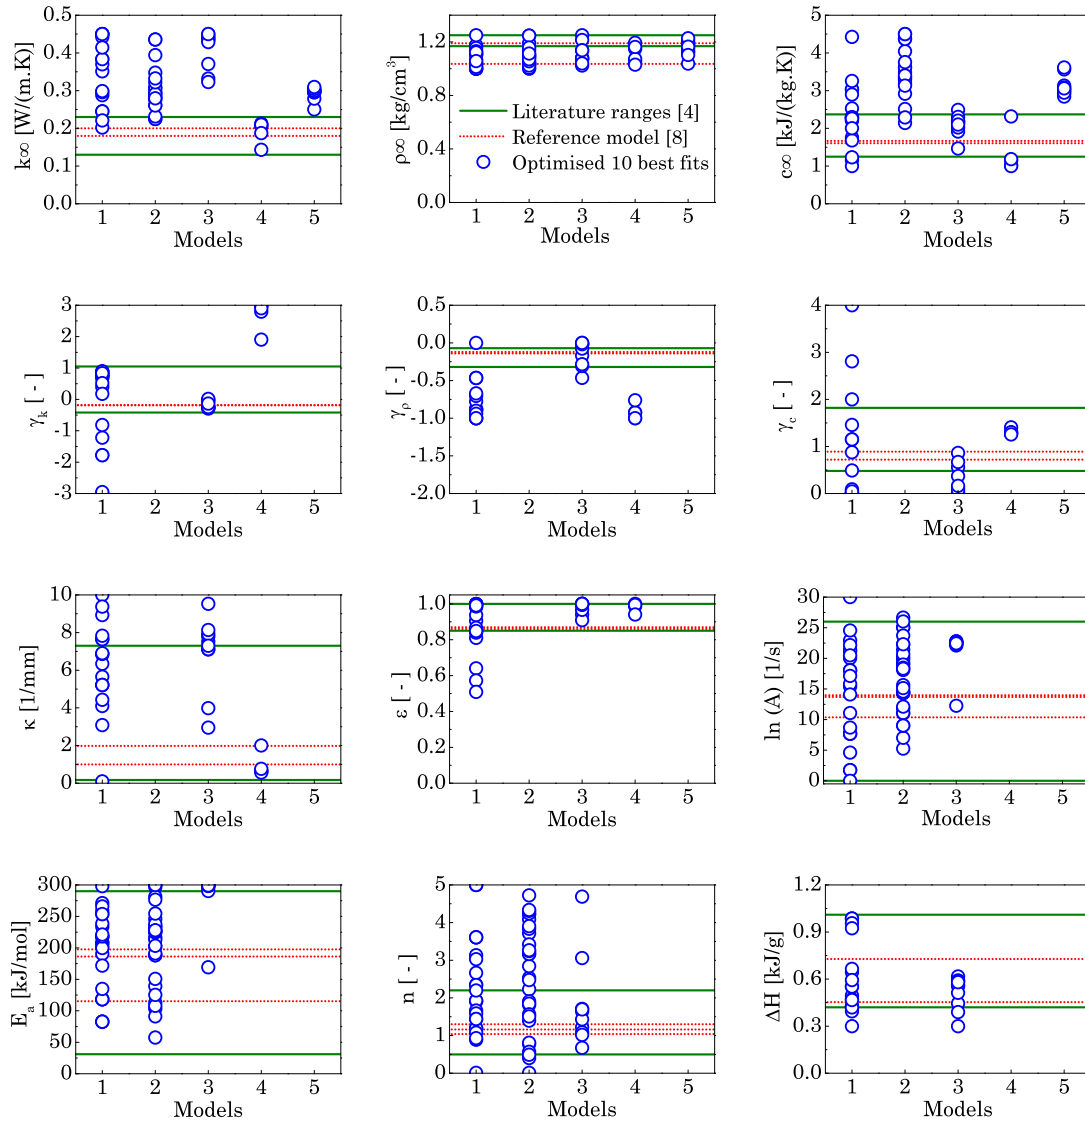 k∞ [W/(m.K)]
0.5
0.4
0.3
0.2
0.1
0.0
1 2 3 4 5
Models
ρ∞ [kg/cm³]
1.2
0.9
0.6
0.3
0.0
Literature ranges [4]
Reference model [8]
Optimised 10 best fits
1 2 3 4 5
Models
c∞ [kJ/(kg.K)]
5
4
3
2
1
0
1 2 3 4 5
Models
γk [ - ]
3
2
1
0
-1
-2
-3
1 2 3 4 5
Models
γρ [ - ]
0.5
0.0
-0.5
-1.0
-1.5
-2.0
1 2 3 4 5
Models
γc [ - ]
4
3
2
1
0
1 2 3 4 5
Models
κ [1/mm]
10
8
6
4
2
0
1 2 3 4 5
Models
ε [ - ]
1.0
0.8
0.6
0.4
0.2
0.0
1 2 3 4 5
Models
ln (A) [1/s]
30
25
20
15
10
5
0
1 2 3 4 5
Models
Ea [kJ/mol]
300
250
200
150
100
50
0
1 2 3 4 5
Models
n [ - ]
5
4
3
2
1
0
1 2 3 4 5
Models
ΔH [kJ/g]
1.2
0.9
0.6
0.3
0.0
1 2 3 4 5
Models